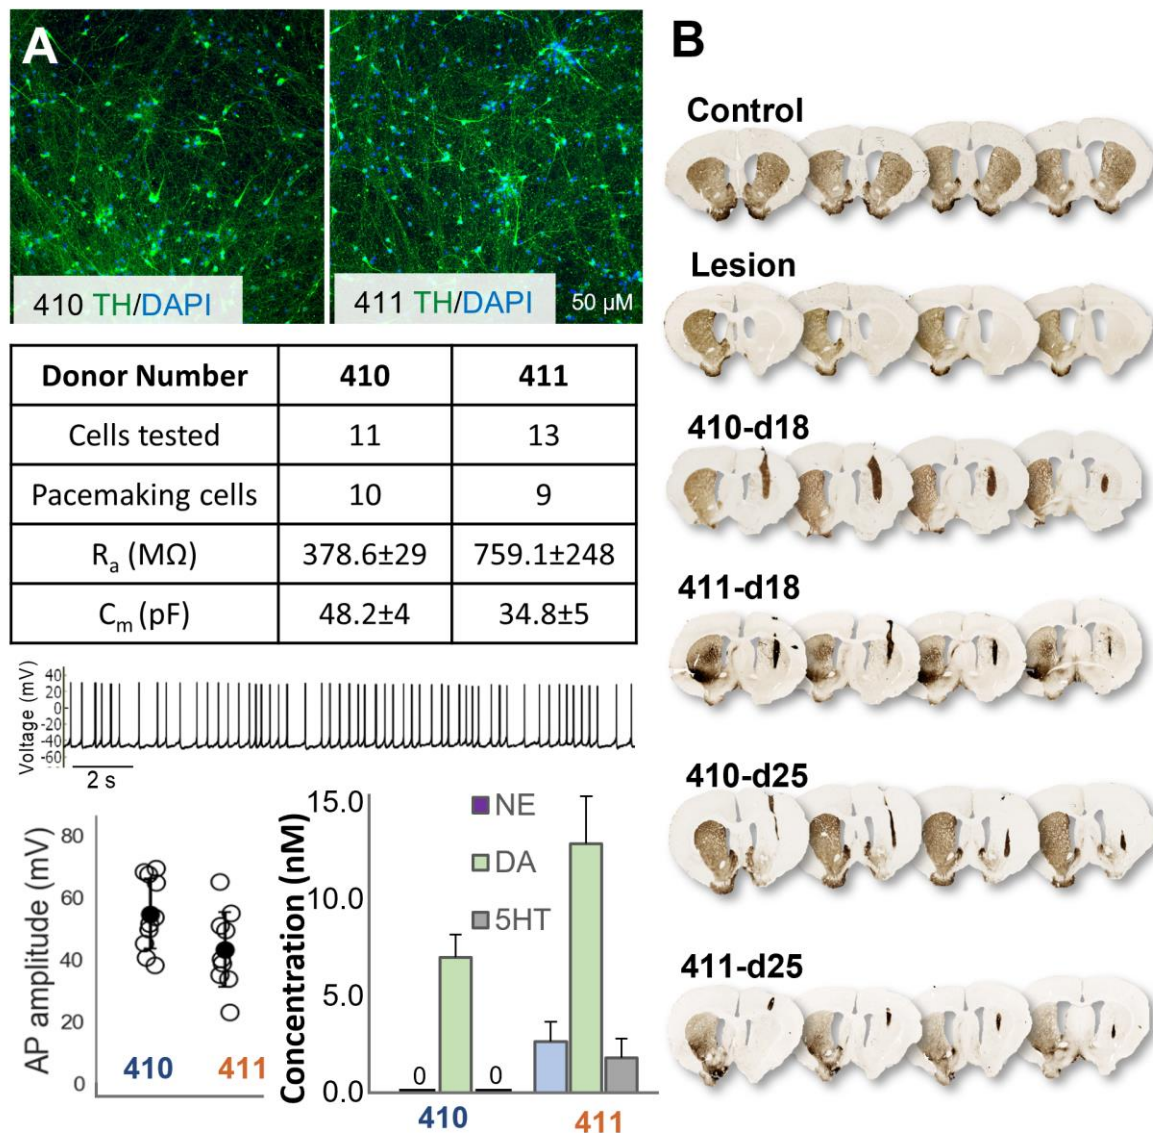 A
410 TH/DAPI
411 TH/DAPI
50 µM
Donor Number 410 411
Cells tested 11 13
Pacemaking cells 10 9
Ra (MΩ) 378.6±29 759.1±248
Cm (pF) 48.2±4 34.8±5
Voltage (mV)
40
20
0
-20
-40
-60
2 s
AP amplitude (mV)
80
60
40
20
0
410 411
Concentration (nM)
15.0
10.0
5.0
0.0
NE
DA
5HT
0 0
410 411
B
Control
Lesion
410-d18
411-d18
410-d25
411-d25